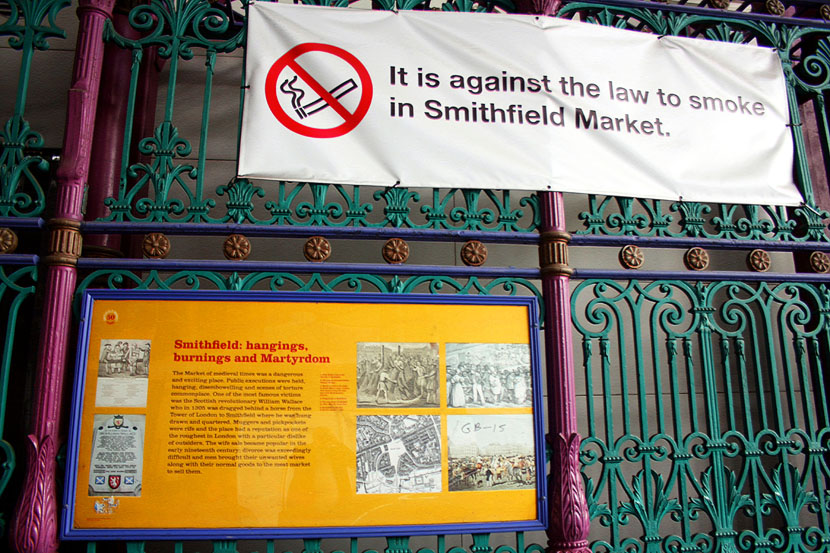 It is against the law to smoke
in Smithfield Market.
Smithfield: hangings,
burnings and Martyrdom
The Market of medieval times was a dangerous
and exciting place. Public executions were held,
hanging, disembowelling and scenes of torture
commonplace. One of the most famous victims
was the Scottish revolutionary William Wallace
who in 1305 was dragged behind a horse from the
Tower of London to Smithfield where he was hung
drawn and quartered. Muggers and pickpockets
were rife and the place had a reputation as one of
the roughest in London with a particular dislike
of outsiders. The wife sale became popular in the
early nineteenth century; divorce was exceedingly
difficult and men brought their unwanted wives
along with their normal goods to the meat market
to sell them.
GB-15